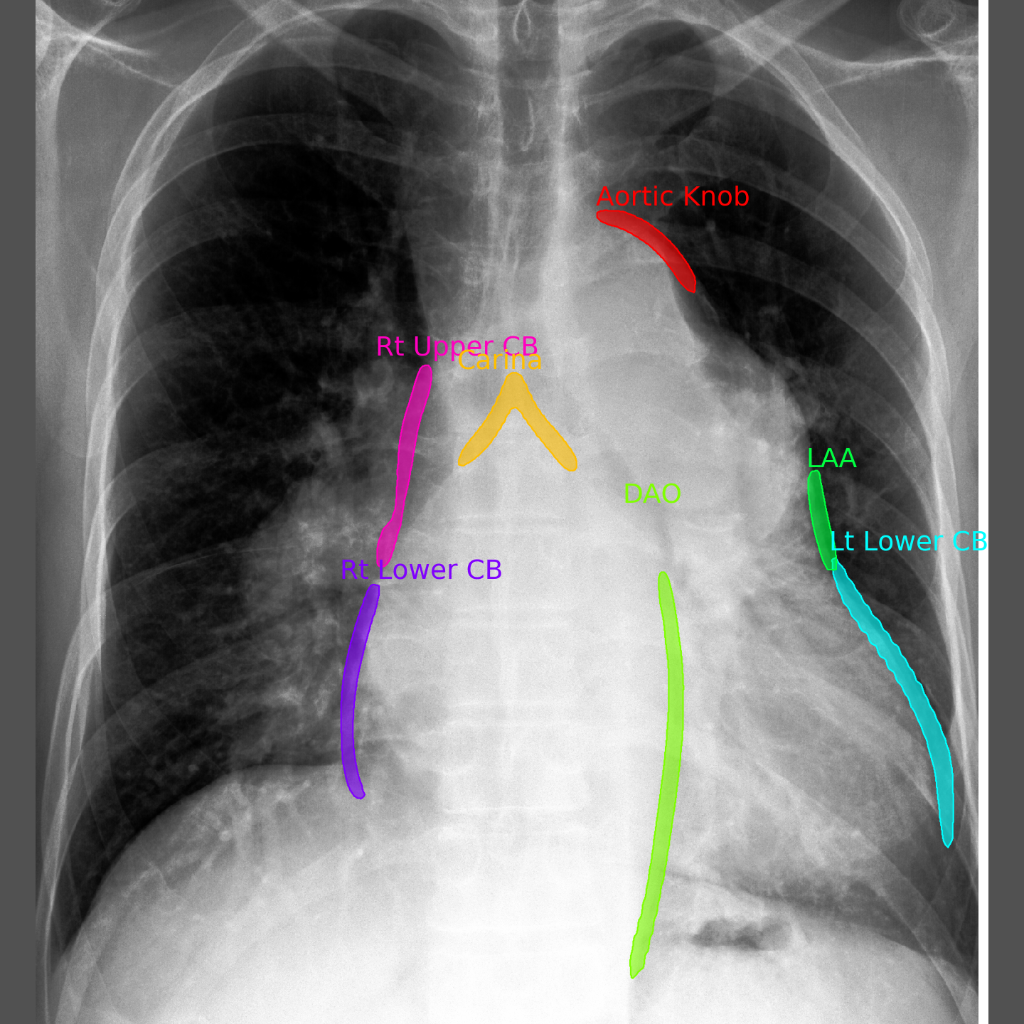 Aortic Knob
Rt Upper CB
Carina
LAA
DAO
Lt Lower CB
Rt Lower CB